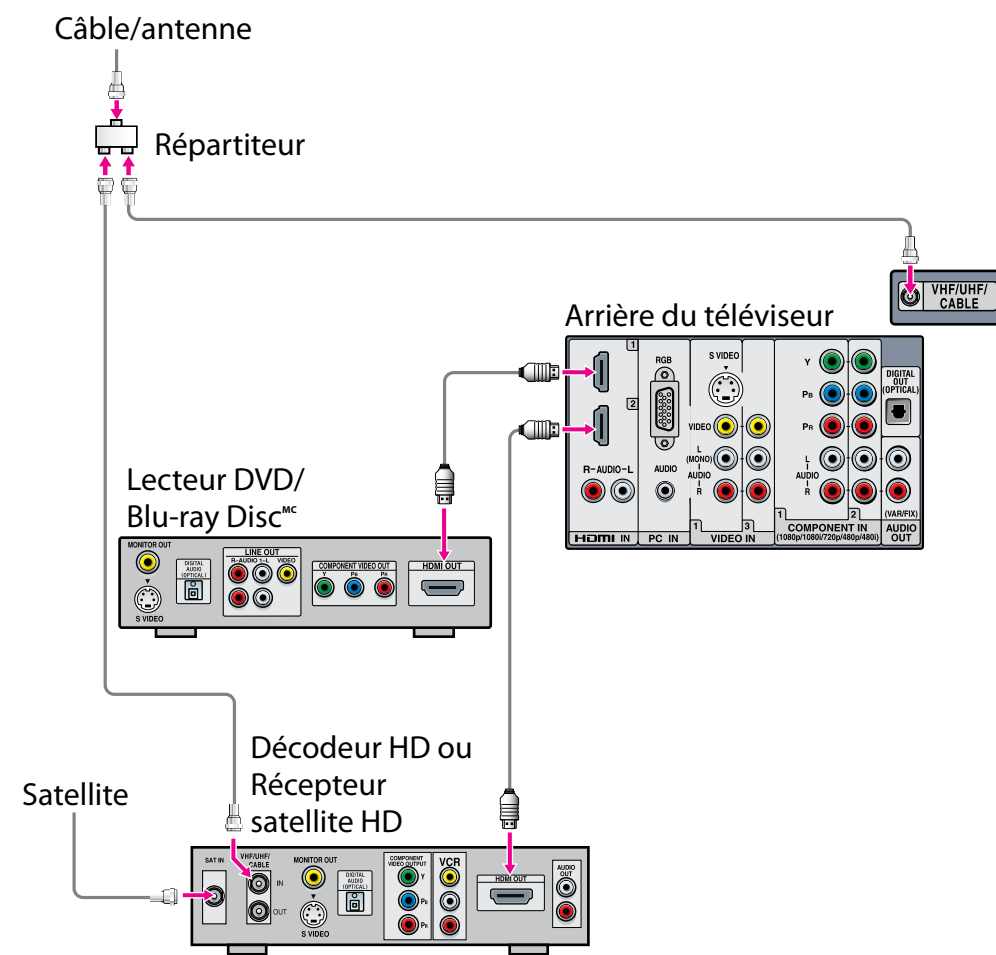 Câble/antenne
Répartiteur
VHF/UHF/
CABLE
Arrière du téléviseur
1
2
R-AUDIO-L
HDMI IN
RGB
AUDIO
PC IN
S VIDEO
VIDEO
L
(MONO)
AUDIO
R
1
3
VIDEO IN
Y
PB
PR
L
AUDIO
R
1
2
COMPONENT IN
(1080p/1080i/720p/480p/480i)
DIGITAL
OUT
(OPTICAL)
(VAR/FIX)
AUDIO
OUT
Lecteur DVD/
Blu-ray Disc MC
MONITOR OUT
S VIDEO
DIGITAL
AUDIO
(OPTICAL)
LINE OUT
R-AUDIO 1-L VIDEO
COMPONENT VIDEO OUT
Y PB PR
HDMI OUT
Décodeur HD ou
Récepteur
satellite HD
Satellite
SAT IN
VHF/UHF/
CABLE
IN
OUT
MONITOR OUT
S VIDEO
DIGITAL
AUDIO
(OPTICAL)
COMPONENT
VIDEO OUTPUT
Y
PB
PR
VCR
HDMI OUT
AUDIO
OUT